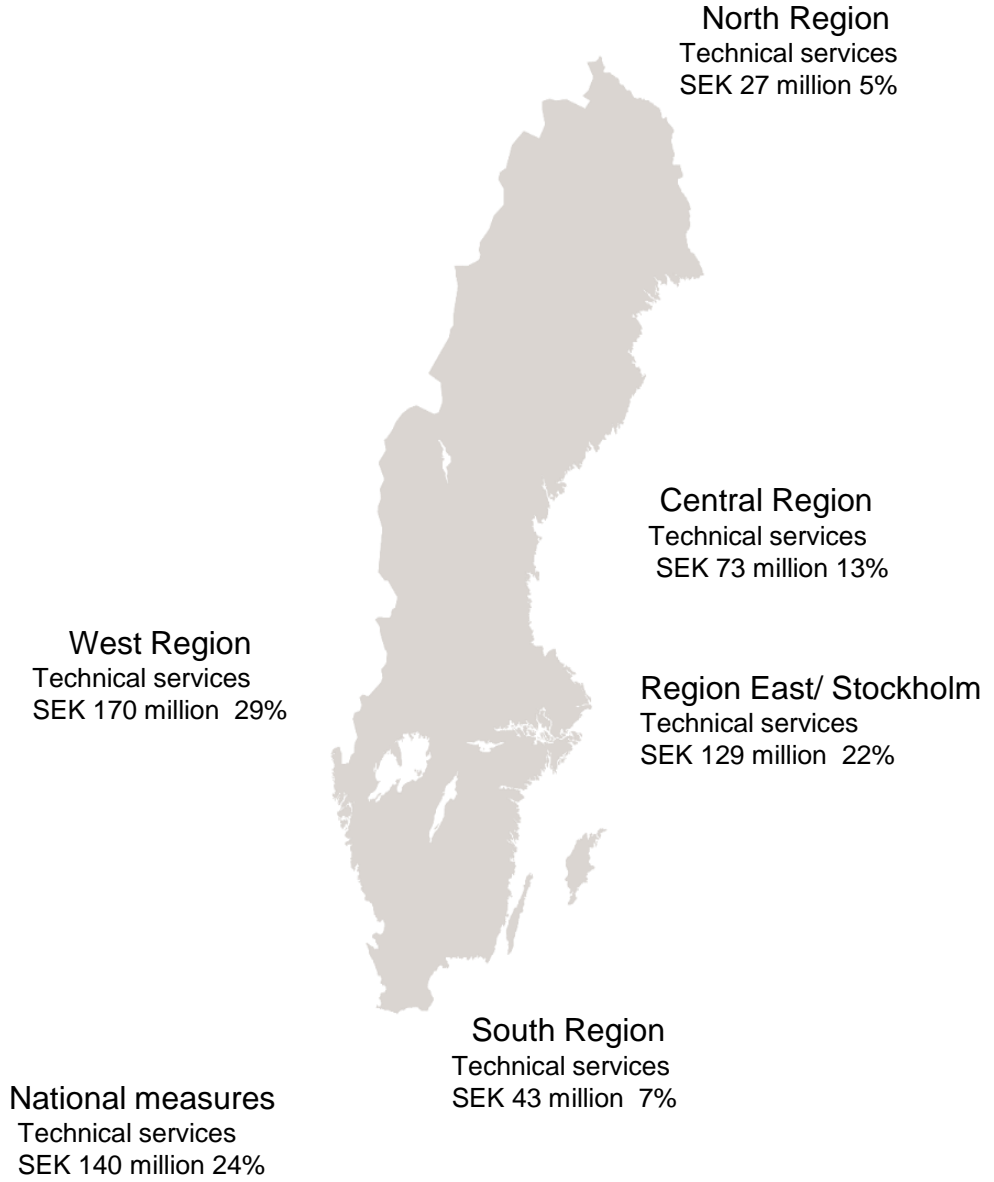 North Region
Technical services
SEK 27 million 5%
Central Region
Technical services
SEK 73 million 13%
West Region
Technical services
SEK 170 million 29%
Region East/ Stockholm
Technical services
SEK 129 million 22%
South Region
Technical services
SEK 43 million 7%
National measures
Technical services
SEK 140 million 24%